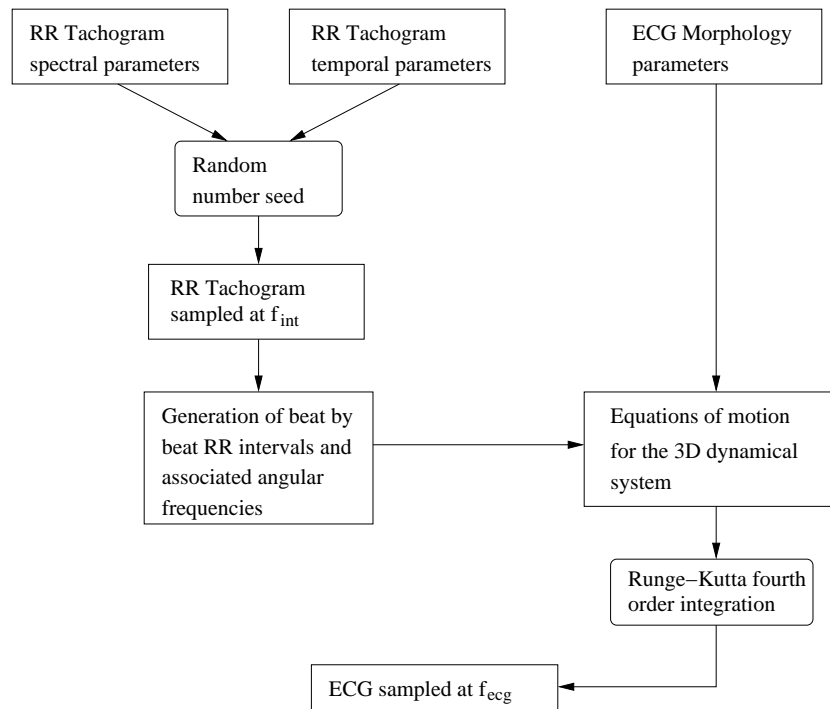 RR Tachogram
spectral parameters
RR Tachogram
temporal parameters
ECG Morphology
parameters
Random
number seed
RR Tachogram
sampled at f_int
Generation of beat by
beat RR intervals and
associated angular
frequencies
Equations of motion
for the 3D dynamical
system
Runge−Kutta fourth
order integration
ECG sampled at f_ecg